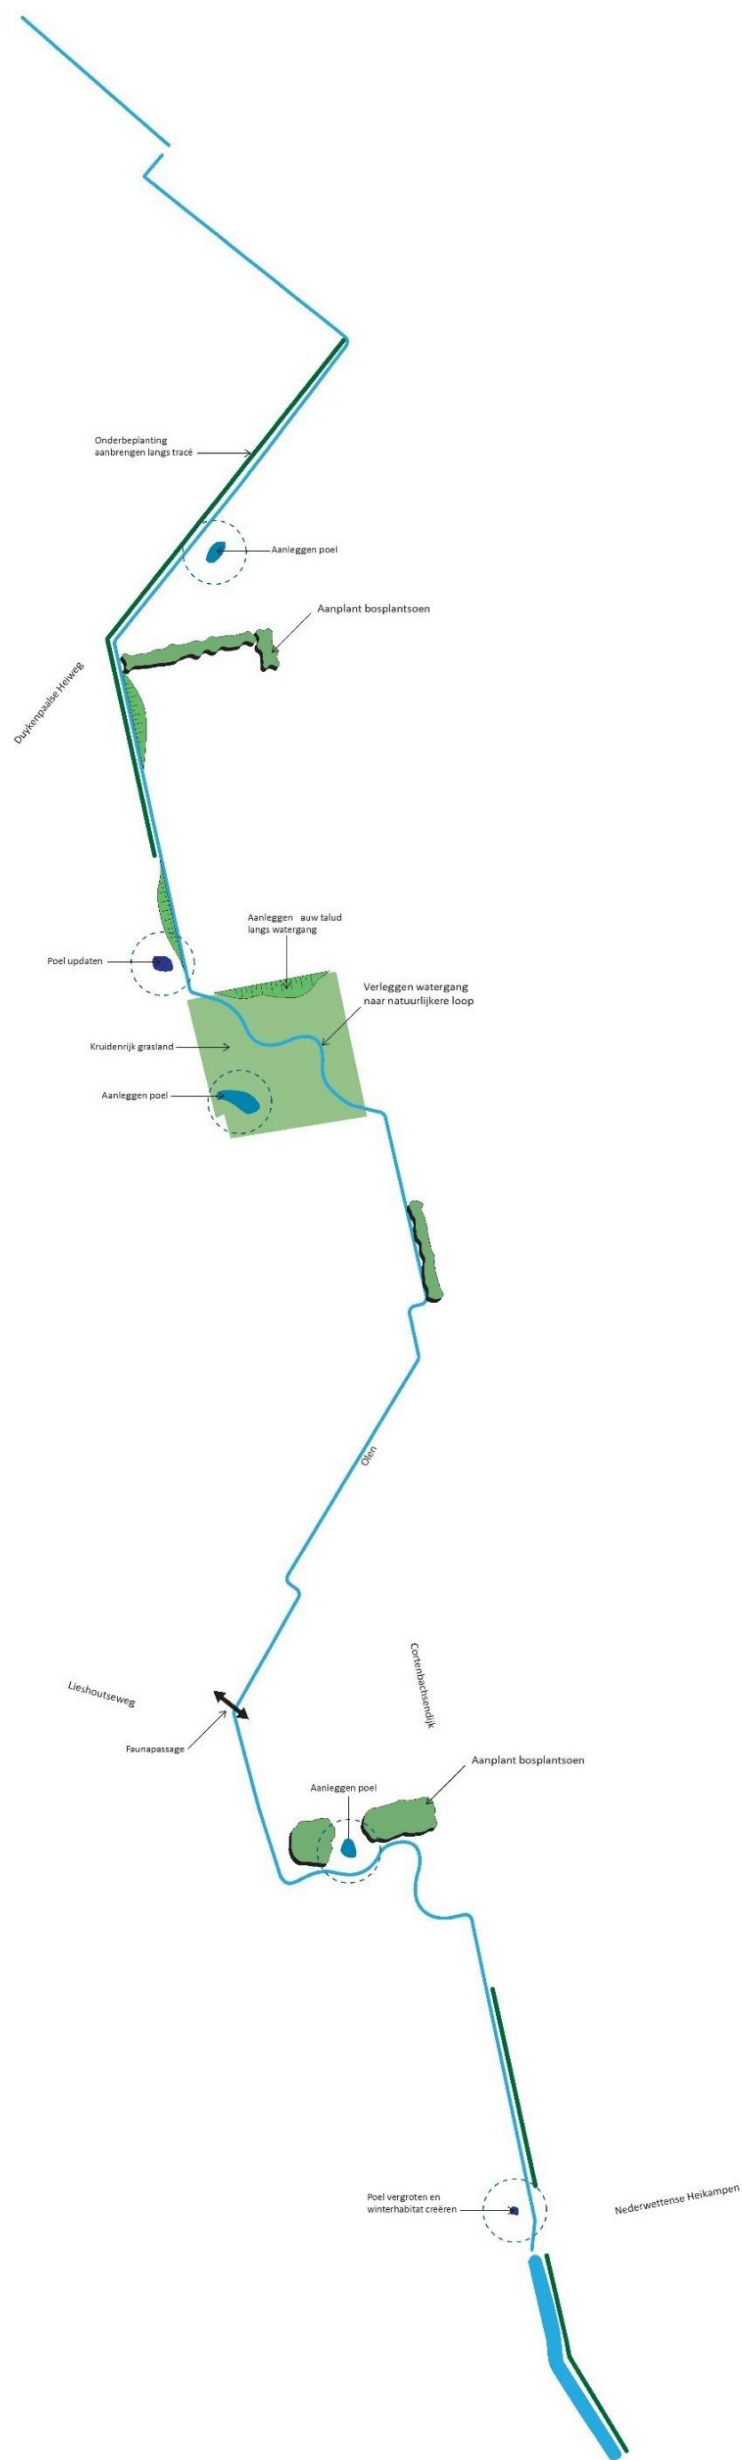 Onderbeplanting
aanbrengen langs tracé
Aanleggen poel
Aanplant bosplantsoen
Duykenpaalse Heiweg
Aanleggen auw talud
langs watergang
Poel updaten
Verleggen watergang
naar natuurlijkere loop
Kruidenrijk grasland
Aanleggen poel
Olen
Cortenbachsendijk
Lieshoutseweg
Faunapassage
Aanplant bosplantsoen
Aanleggen poel
Poel vergroten en
winterhabitat creëren
Nederwettense Heikampen